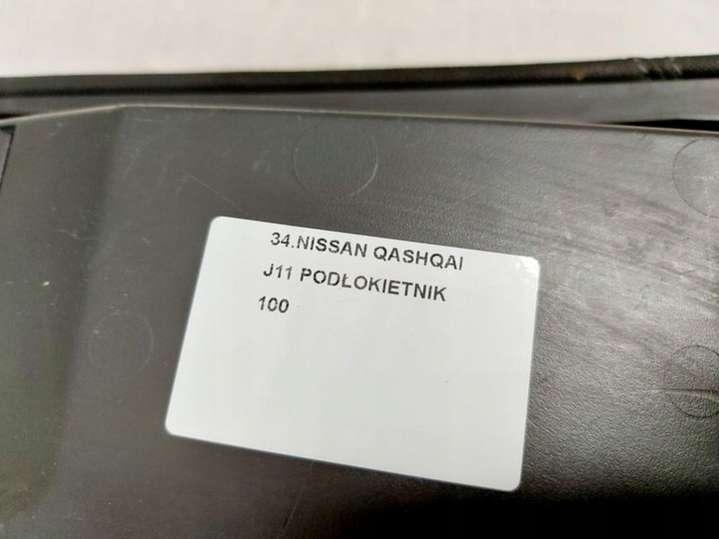 34.NISSAN QASHQAI
J11 PODŁOKIETNIK
100